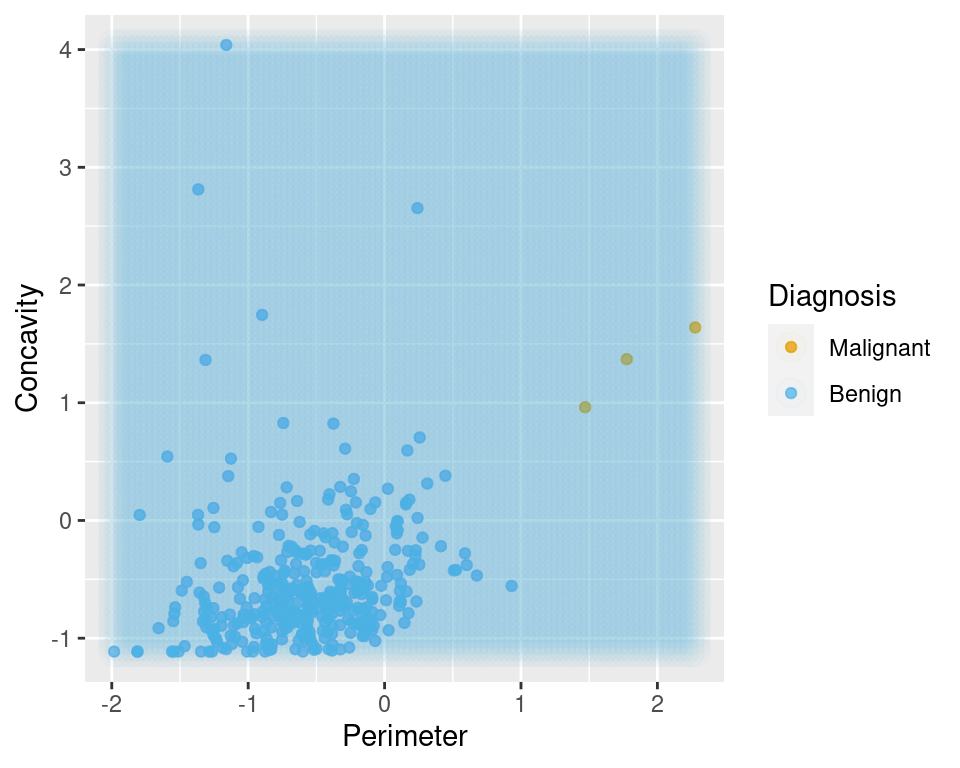 4
3
2
1
0
-1
-2 -1 0 1 2
Perimeter
Concavity
Diagnosis
Malignant
Benign